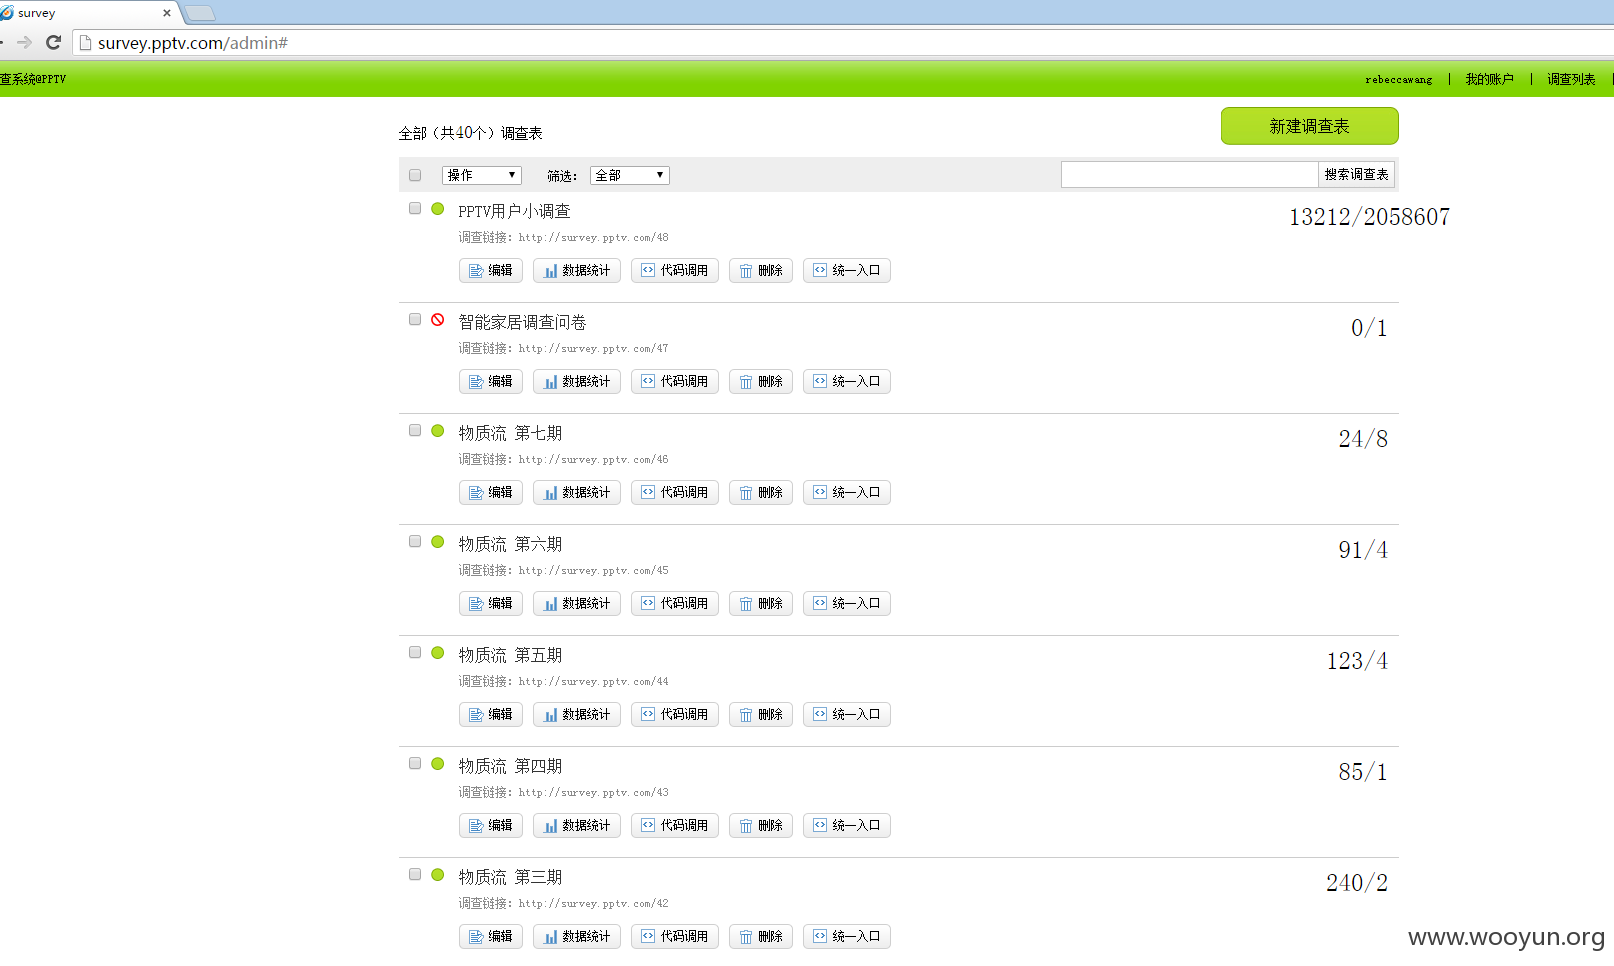 survey
survey.pptv.com/admin#
查系统@PPTV
rebeccawang | 我的账户 | 调查列表 |
全部（共40个）调查表
新建调查表
操作 筛选： 全部 搜索调查表
PPTV用户小调查 13212/2058607
调查链接：http://survey.pptv.com/48
编辑 数据统计 代码调用 删除 统一入口
智能家居调查问卷 0/1
调查链接：http://survey.pptv.com/47
编辑 数据统计 代码调用 删除 统一入口
物质流 第七期 24/8
调查链接：http://survey.pptv.com/46
编辑 数据统计 代码调用 删除 统一入口
物质流 第六期 91/4
调查链接：http://survey.pptv.com/45
编辑 数据统计 代码调用 删除 统一入口
物质流 第五期 123/4
调查链接：http://survey.pptv.com/44
编辑 数据统计 代码调用 删除 统一入口
物质流 第四期 85/1
调查链接：http://survey.pptv.com/43
编辑 数据统计 代码调用 删除 统一入口
物质流 第三期 240/2
调查链接：http://survey.pptv.com/42
编辑 数据统计 代码调用 删除 统一入口
www.wooyun.org